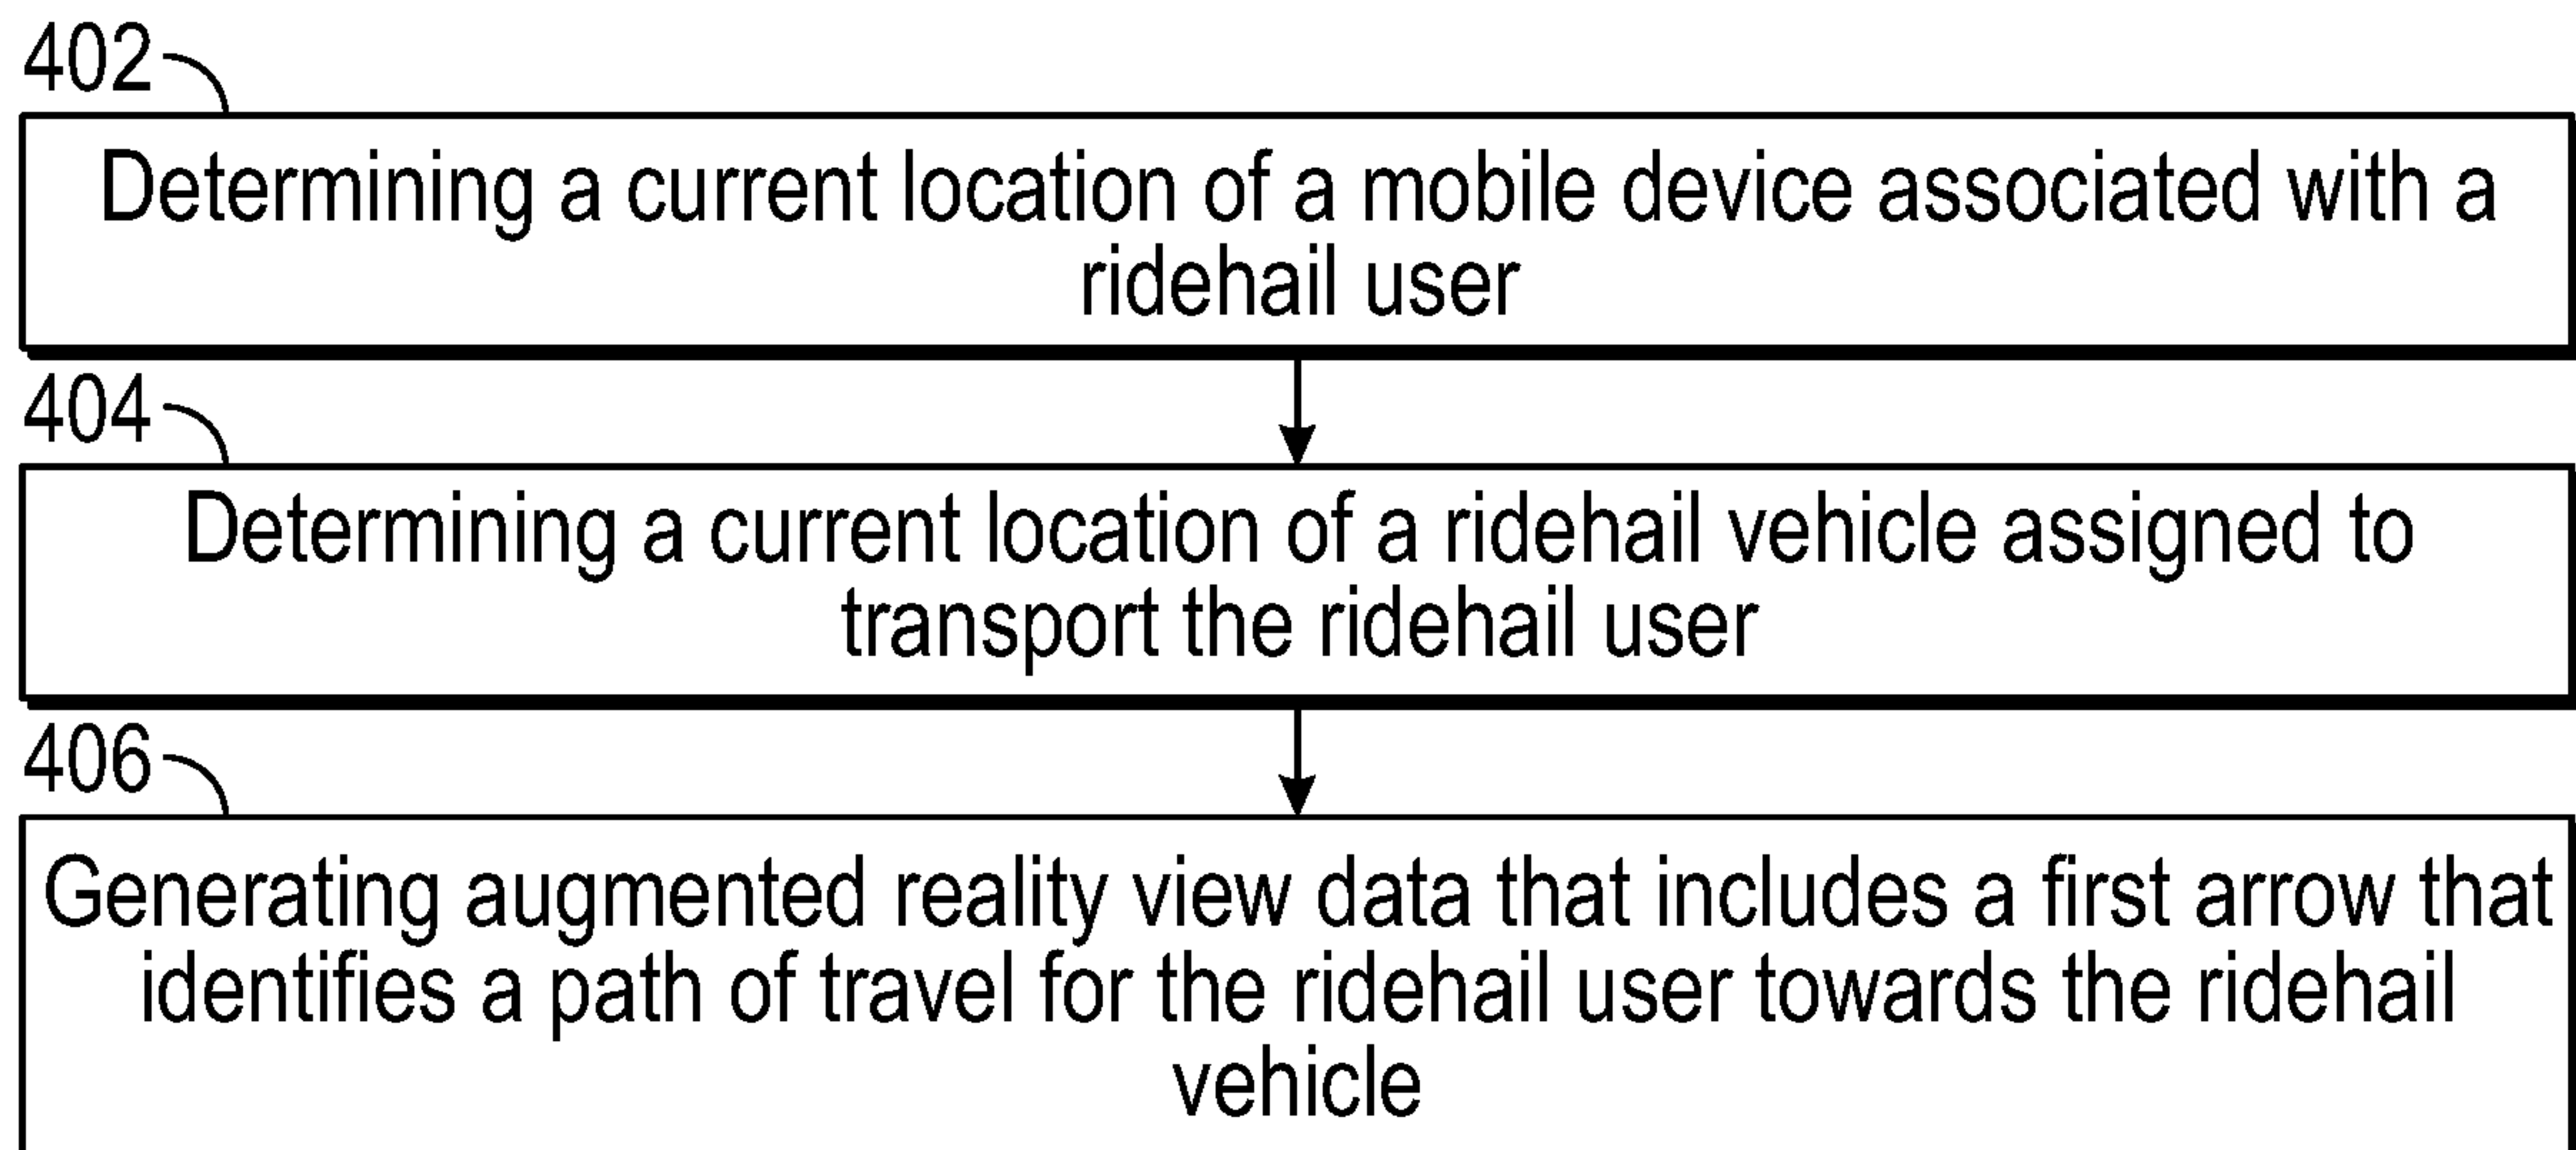 402
Determining a current location of a mobile device associated with a
ridehail user
404
Determining a current location of a ridehail vehicle assigned to
transport the ridehail user
406
Generating augmented reality view data that includes a first arrow that
identifies a path of travel for the ridehail user towards the ridehail
vehicle